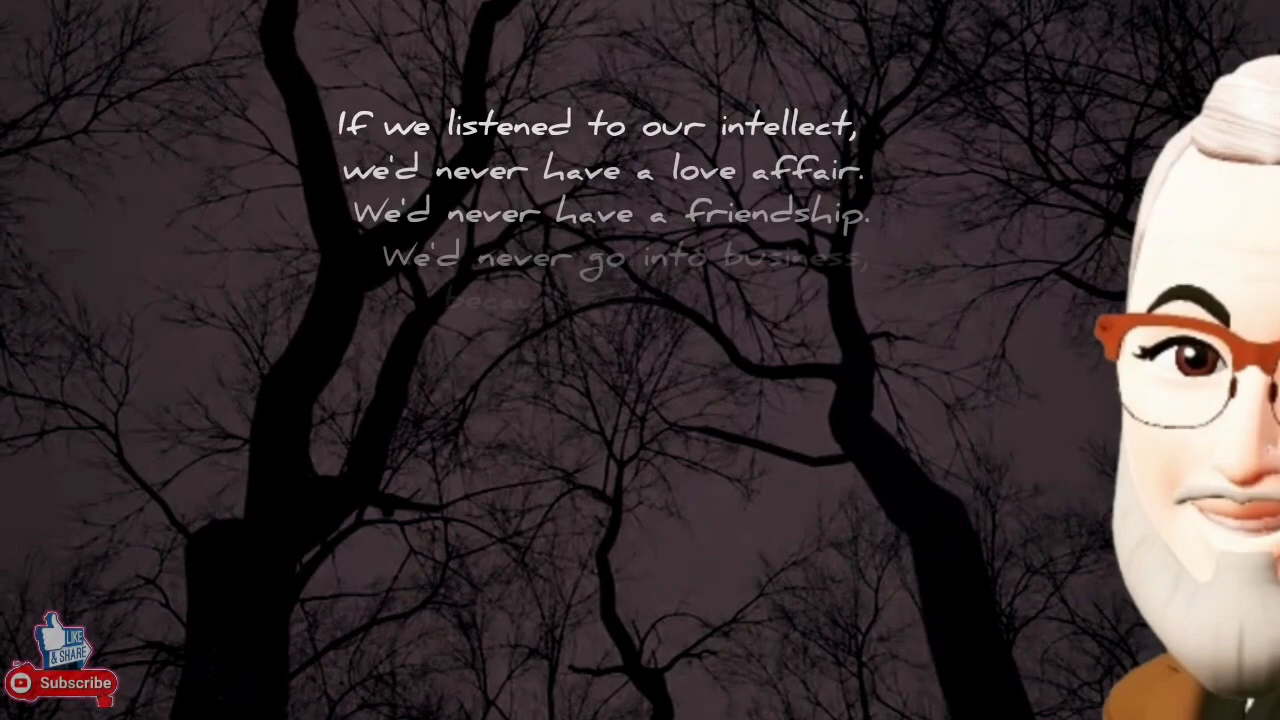 If we listened to our intellect,
we'd never have a love affair.
We'd never have a friendship.
We'd never go into business,
LIKE
& SHARE
Subscribe